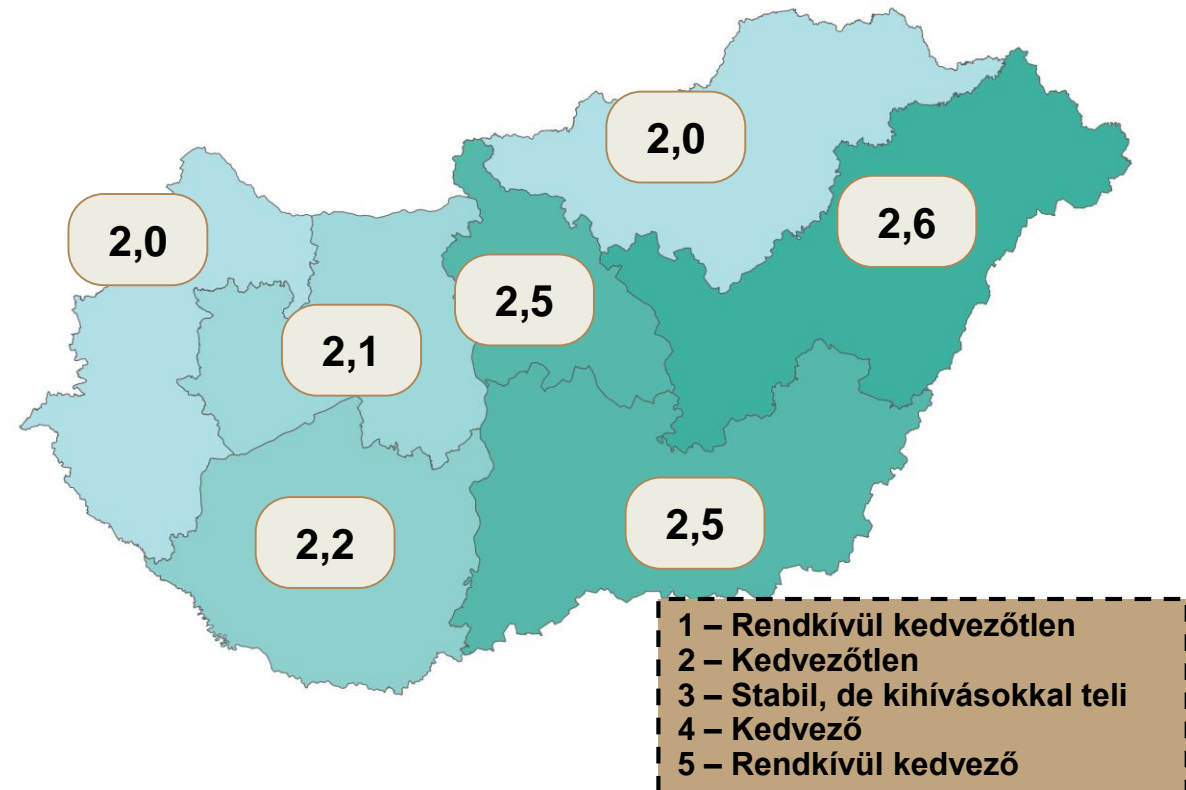 2,0
2,0
2,6
2,5
2,1
2,2
2,5
1 – Rendkívül kedvezőtlen
2 – Kedvezőtlen
3 – Stabil, de kihívásokkal teli
4 – Kedvező
5 – Rendkívül kedvező